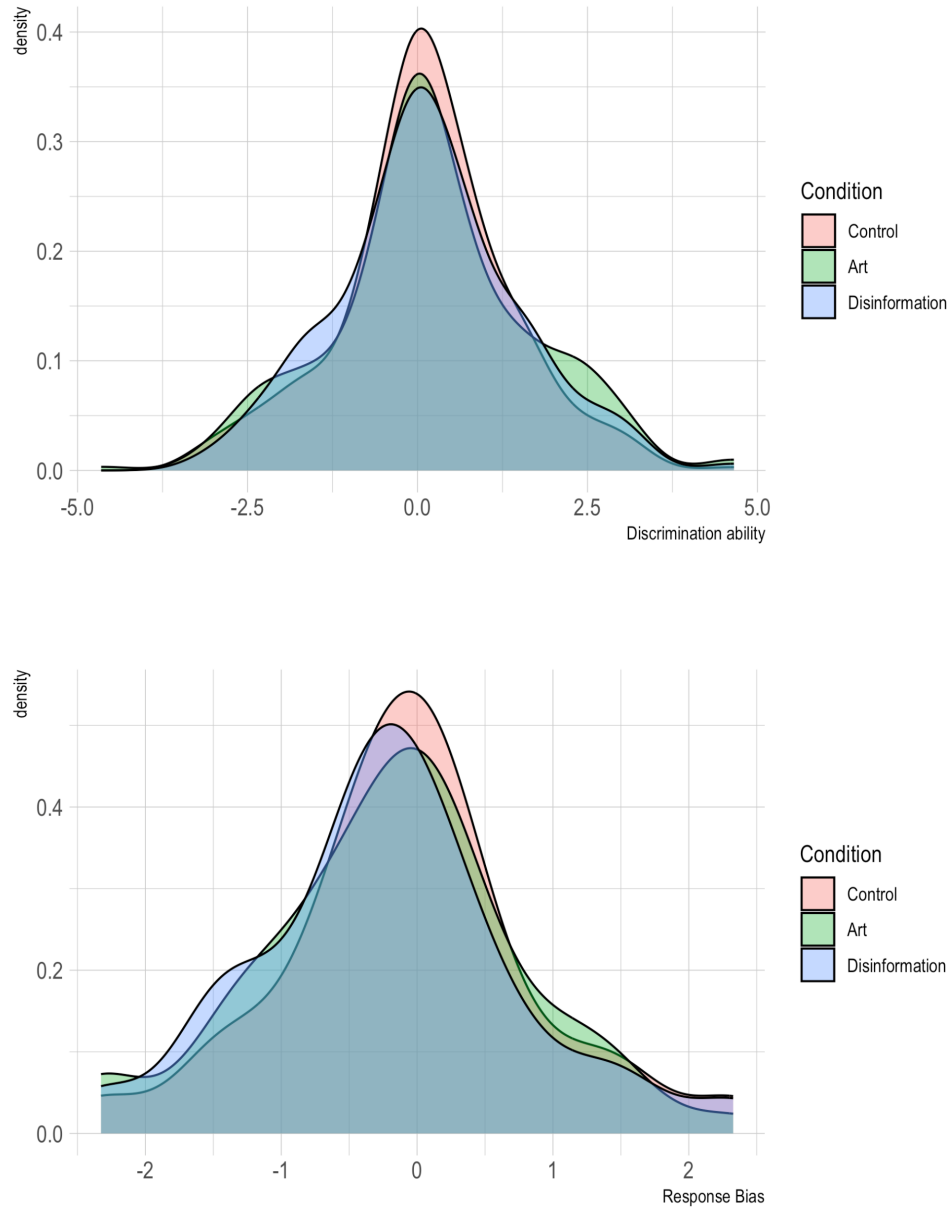 density
0.4
0.3
0.2
0.1
0.0
-5.0 -2.5 0.0 2.5 5.0
Discrimination ability
Condition
Control
Art
Disinformation
density
0.4
0.2
0.0
-2 -1 0 1 2
Response Bias
Condition
Control
Art
Disinformation